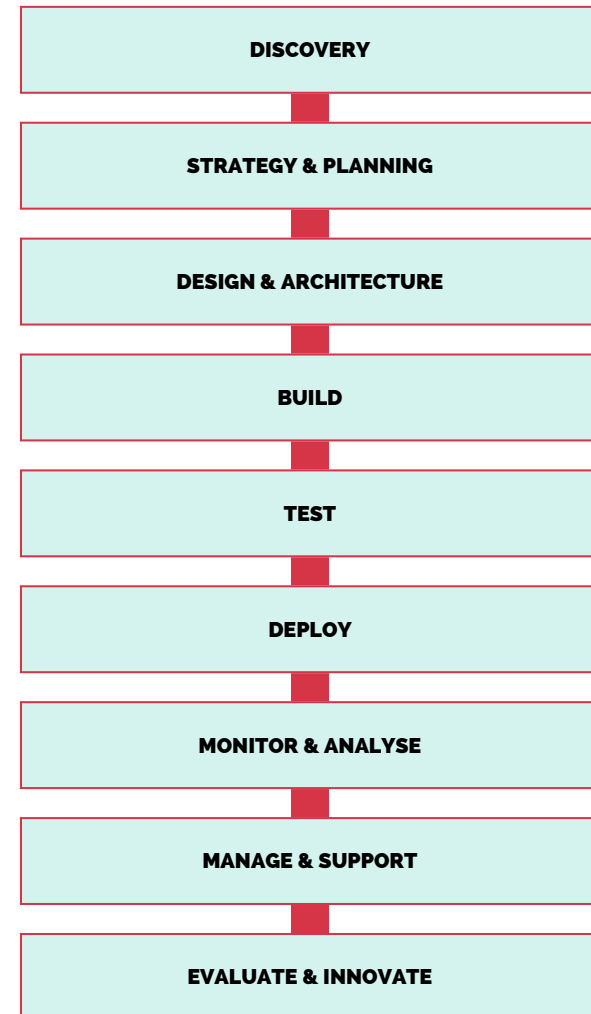 DISCOVERY
STRATEGY & PLANNING
DESIGN & ARCHITECTURE
BUILD
TEST
DEPLOY
MONITOR & ANALYSE
MANAGE & SUPPORT
EVALUATE & INNOVATE